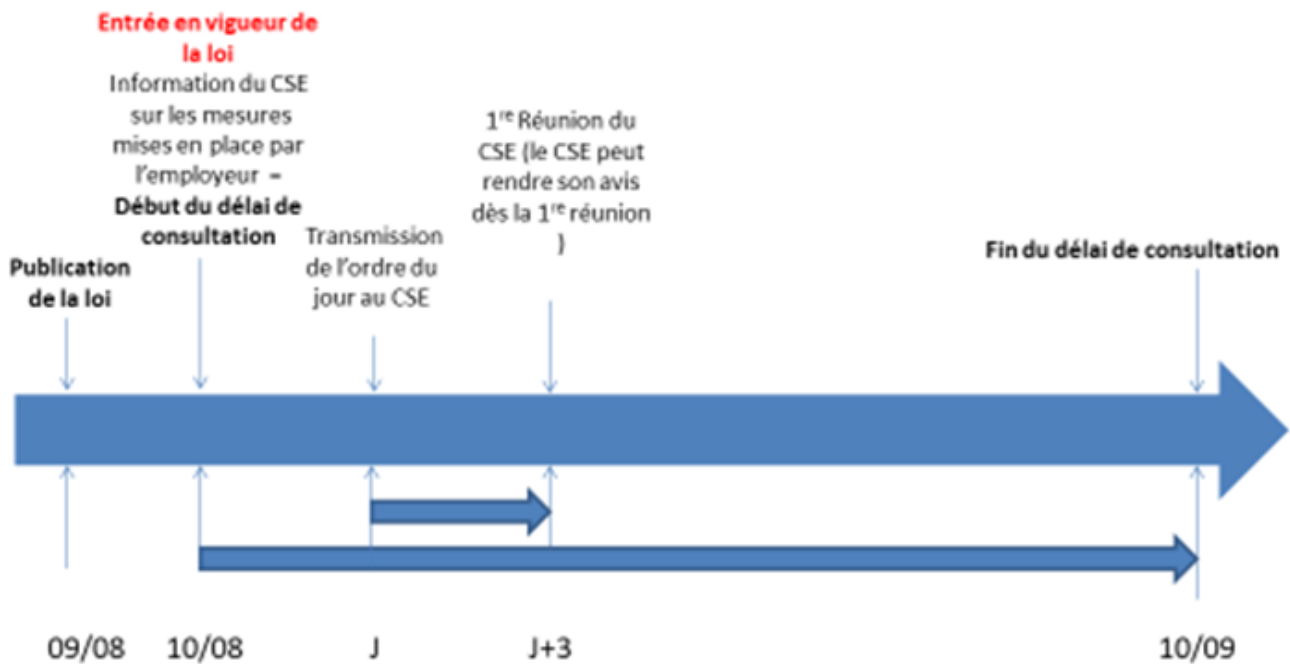 Entrée en vigueur de
la loi
Information du CSE
sur les mesures
mises en place par
l'employeur –
Début du délai de
consultation
Publication
de la loi
Transmission
de l'ordre du
jour au CSE
1re Réunion du
CSE (le CSE peut
rendre son avis
dès la 1re réunion
)
Fin du délai de consultation
09/08
10/08
J
J+3
10/09